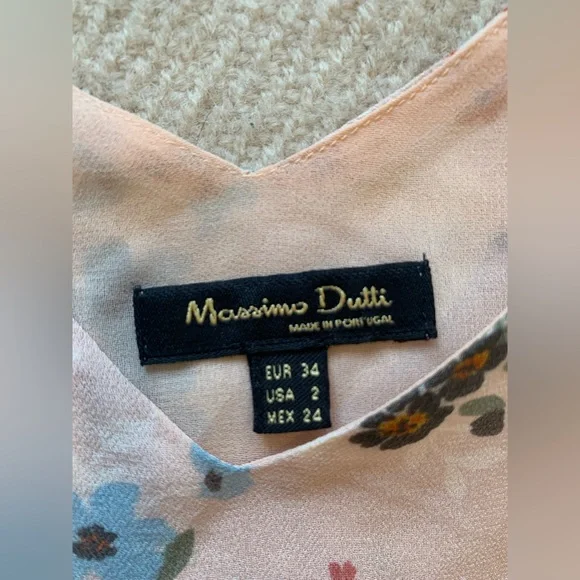 Massimo Dutti
MADE IN PORTUGAL
EUR 34
USA 2
MEX 24